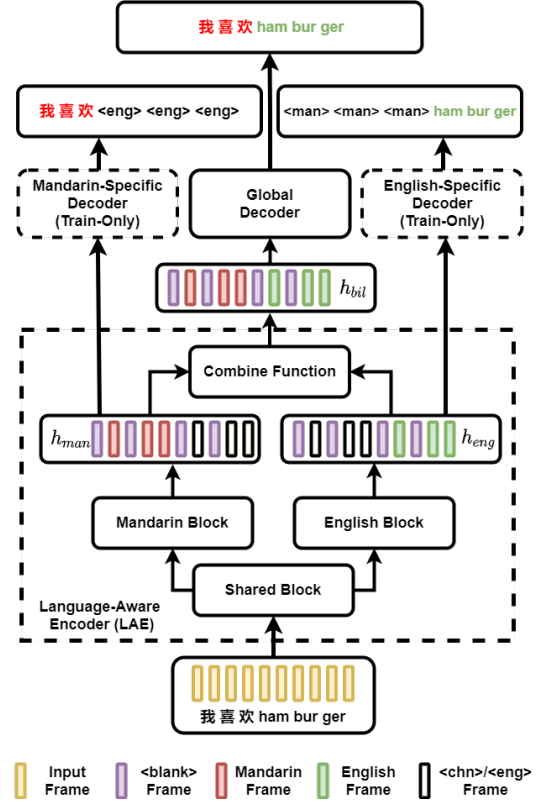 我 喜 欢 ham bur ger
我 喜 欢 <eng> <eng> <eng>
<man> <man> <man> ham bur ger
Mandarin-Specific
Decoder
(Train-Only)
Global
Decoder
English-Specific
Decoder
(Train-Only)
h_bil
Combine Function
h_man
h_eng
Mandarin Block
English Block
Shared Block
Language-Aware
Encoder (LAE)
我 喜 欢 ham bur ger
Input
Frame
<blank>
Frame
Mandarin
Frame
English
Frame
<chn>/<eng>
Frame